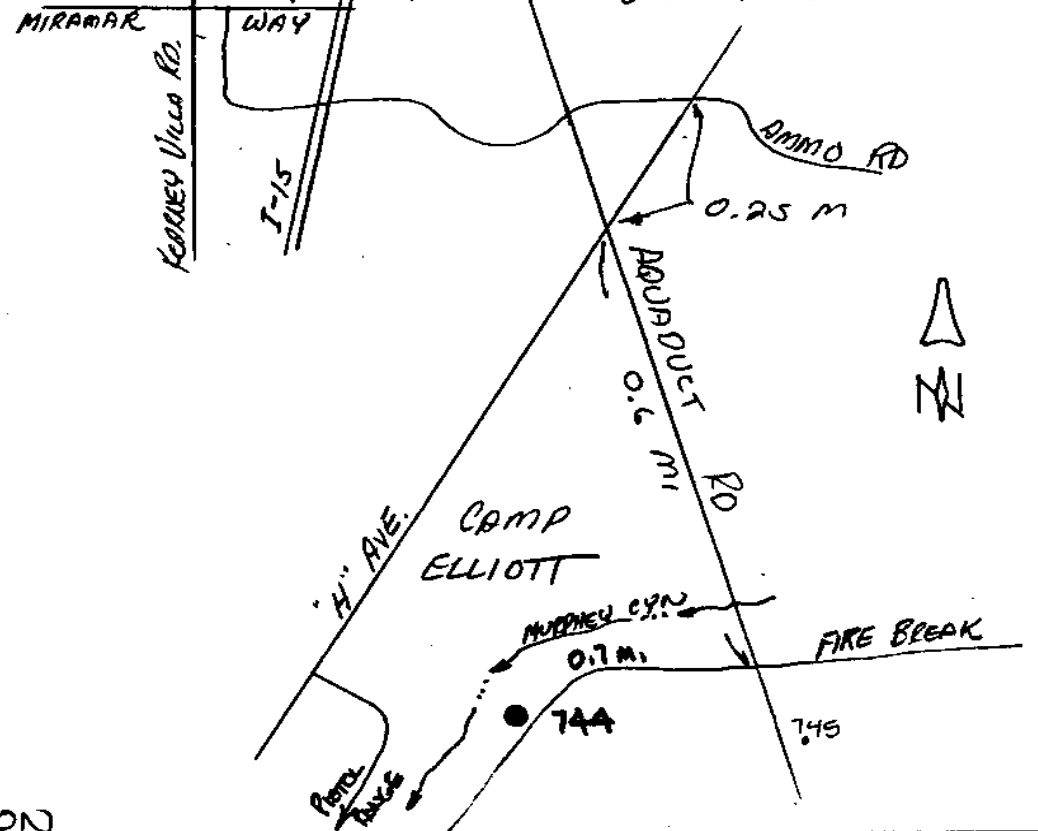 MIRAMAR WAY
KEARNEY VILLA RD.
I-15
AMMO RD
0.25 M
AQUADUCT RD
0.6 MI
N
"H" AVE.
CAMP
ELLIOTT
MURPHEY CYN
FIRE BREAK
0.7 MI
744
745
PISTOL
RANGE